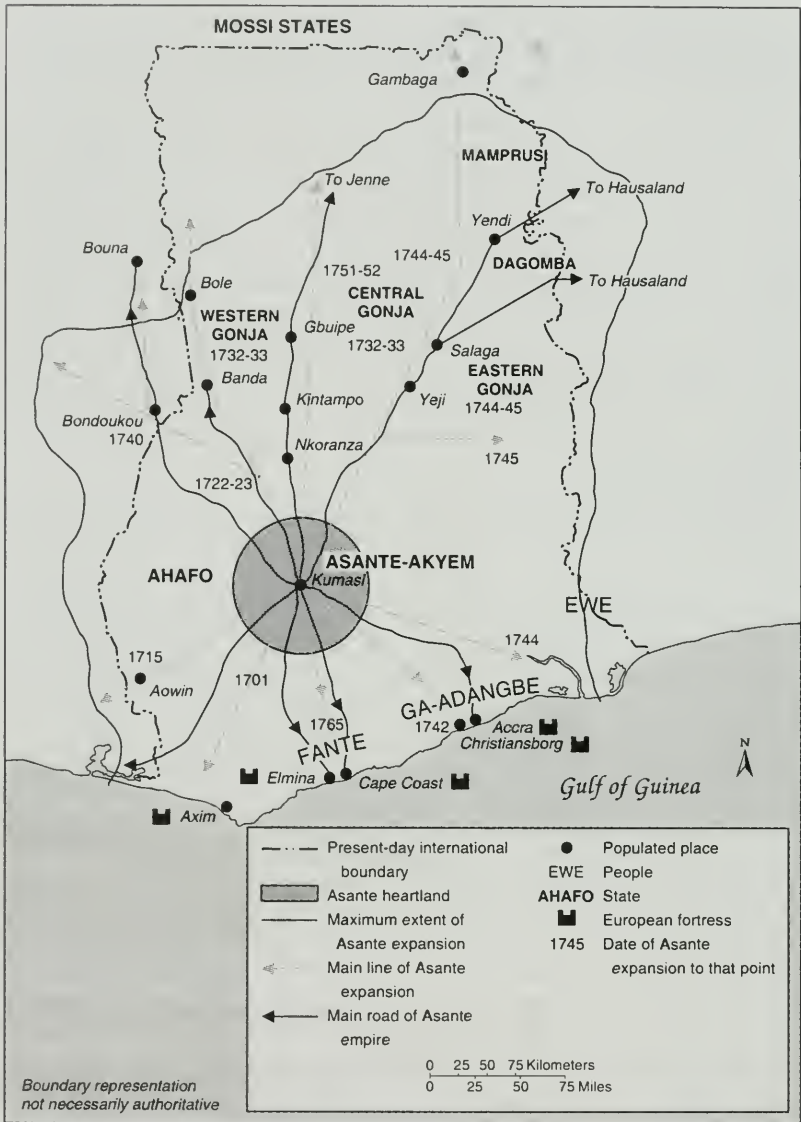 MOSSI STATES
Gambaga
MAMPRUSI
To Jenne
To Hausaland
Yendi
Bouna
1744-45
DAGOMBA
1751-52
To Hausaland
Bole
CENTRAL
GONJA
WESTERN
GONJA
Gbuipe
1732-33
1732-33
Salaga
EASTERN
GONJA
Banda
Yeji
1744-45
Bondoukou
1740
Kintampo
1745
Nkoranza
1722-23
AHAFO
ASANTE-AKYEM
Kumasi
EWE
1744
1715
Aowin
1701
GA-ADANGBE
1765
1742
Accra
FANTE
Christiansborg
Elmina
Cape Coast
Gulf of Guinea
N
Axim
Present-day international
boundary
Asante heartland
Maximum extent of
Asante expansion
Main line of Asante
expansion
Main road of Asante
empire
Populated place
EWE People
AHAFO State
European fortress
1745 Date of Asante
expansion to that point
0 25 50 75 Kilometers
0 25 50 75 Miles
Boundary representation
not necessarily authoritative